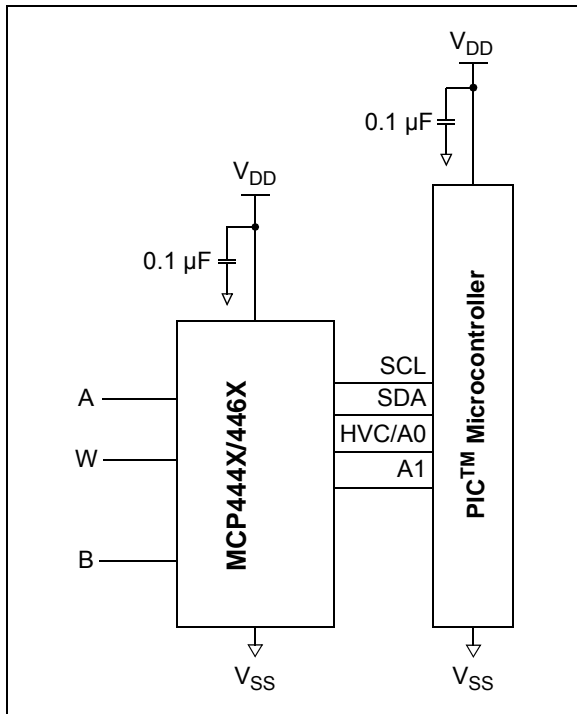 V_DD
0.1 µF
V_DD
0.1 µF
SCL
SDA
HVC/A0
A1
A
W
B
MCP444X/446X
PIC™ Microcontroller
V_SS
V_SS